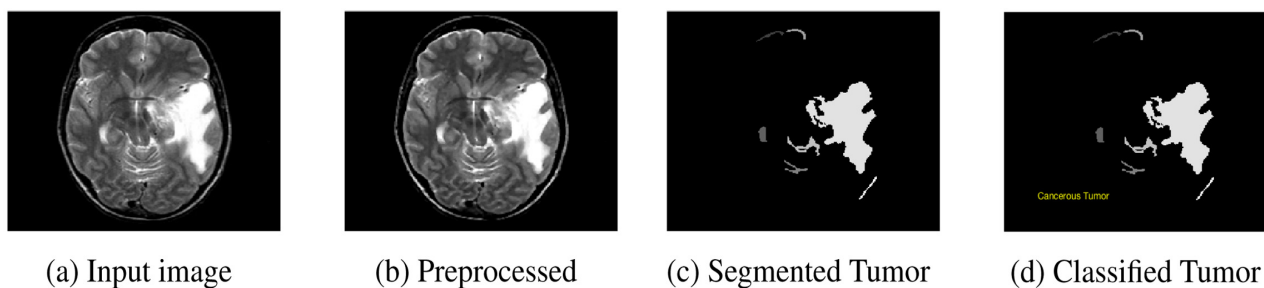 Cancerous Tumor
(a) Input image
(b) Preprocessed
(c) Segmented Tumor
(d) Classified Tumor